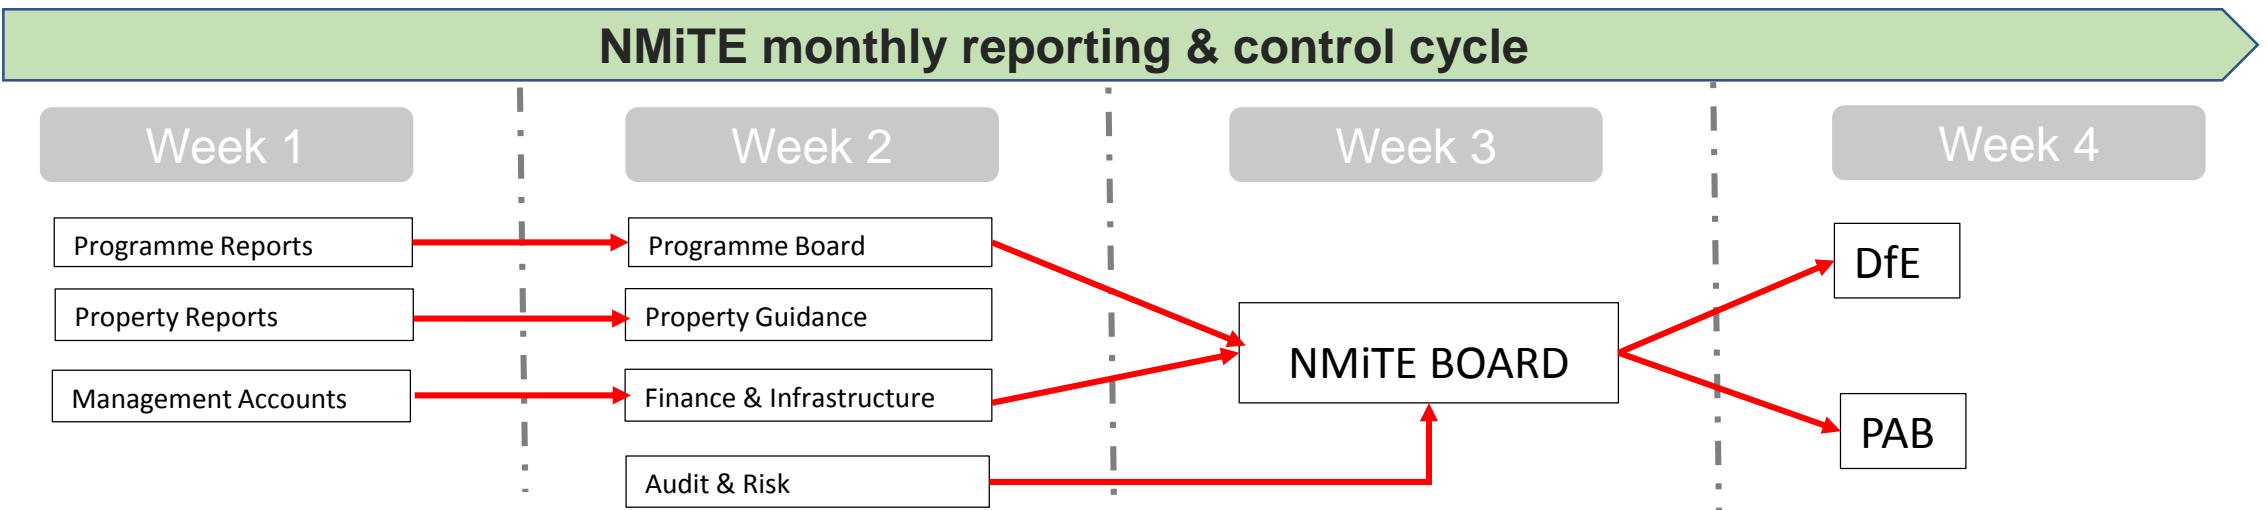 NMiTE monthly reporting & control cycle
Week 1
Week 2
Week 3
Week 4
Programme Reports
Programme Board
DfE
Property Reports
Property Guidance
NMiTE BOARD
Management Accounts
Finance & Infrastructure
PAB
Audit & Risk